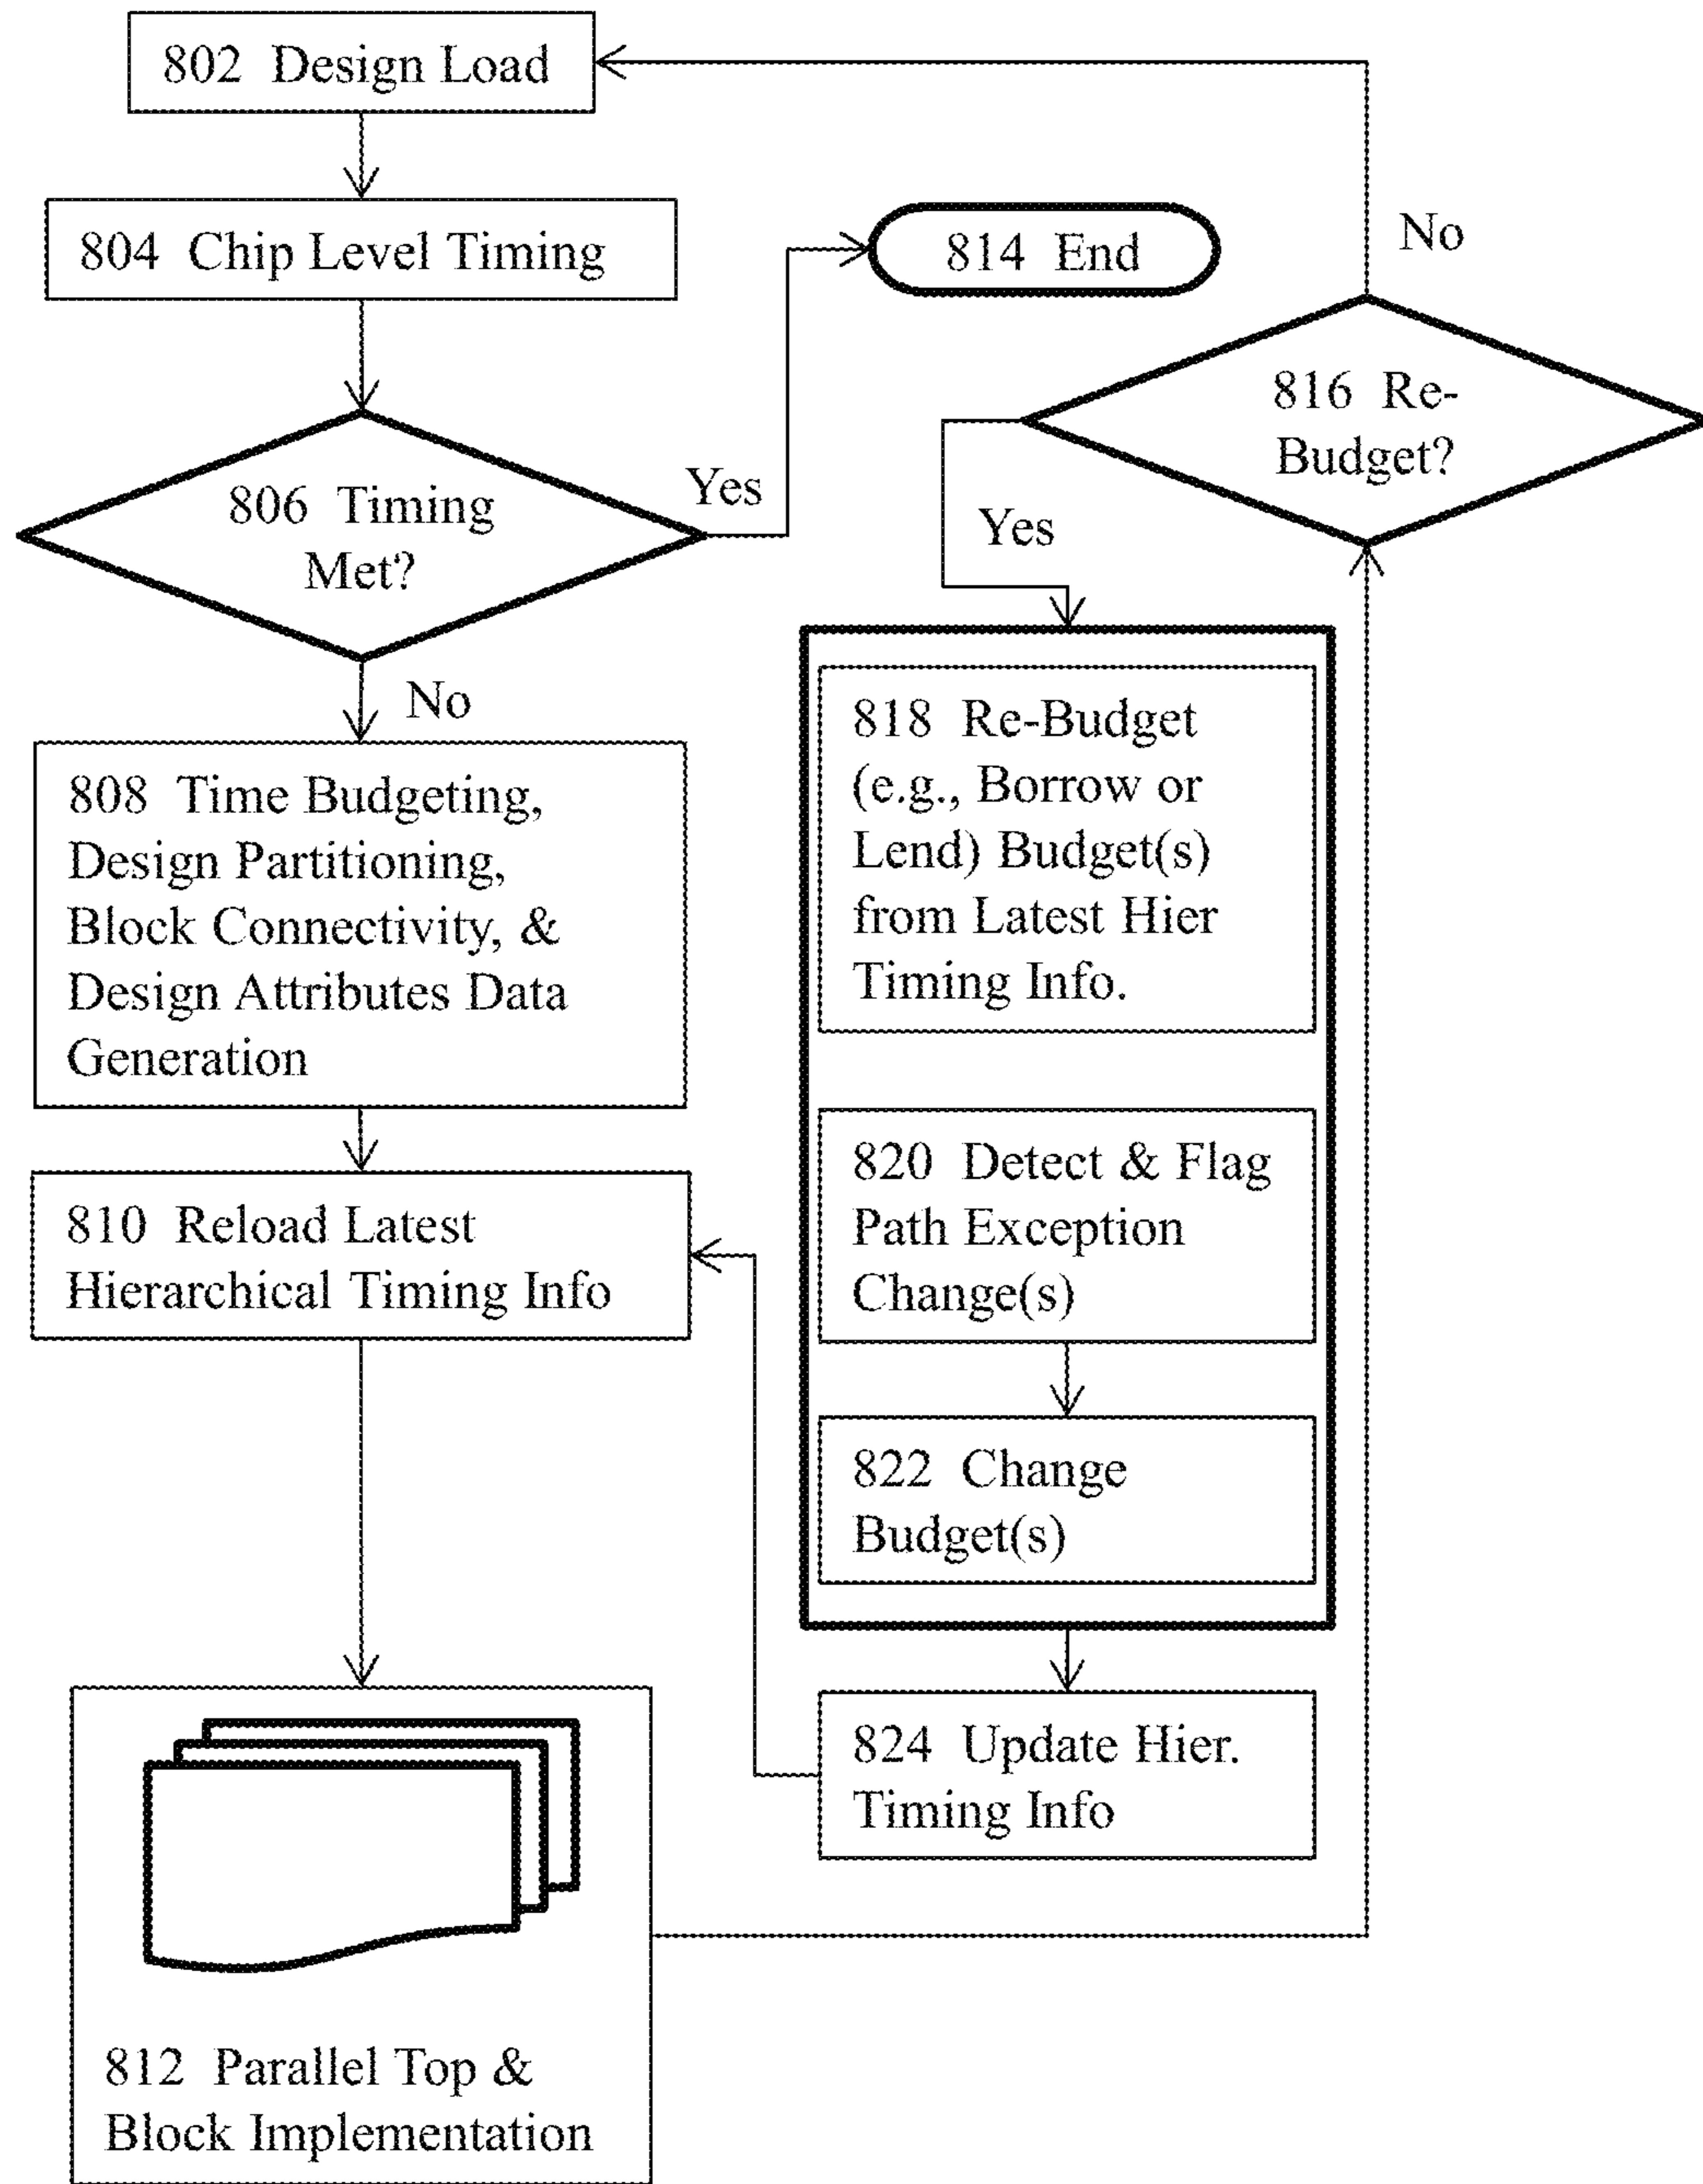 802 Design Load
804 Chip Level Timing
814 End
No
816 Re-
Budget?
806 Timing
Met?
Yes
Yes
No
808 Time Budgeting,
Design Partitioning,
Block Connectivity, &
Design Attributes Data
Generation
818 Re-Budget
(e.g., Borrow or
Lend) Budget(s)
from Latest Hier
Timing Info.
810 Reload Latest
Hierarchical Timing Info
820 Detect & Flag
Path Exception
Change(s)
822 Change
Budget(s)
824 Update Hier.
Timing Info
812 Parallel Top &
Block Implementation